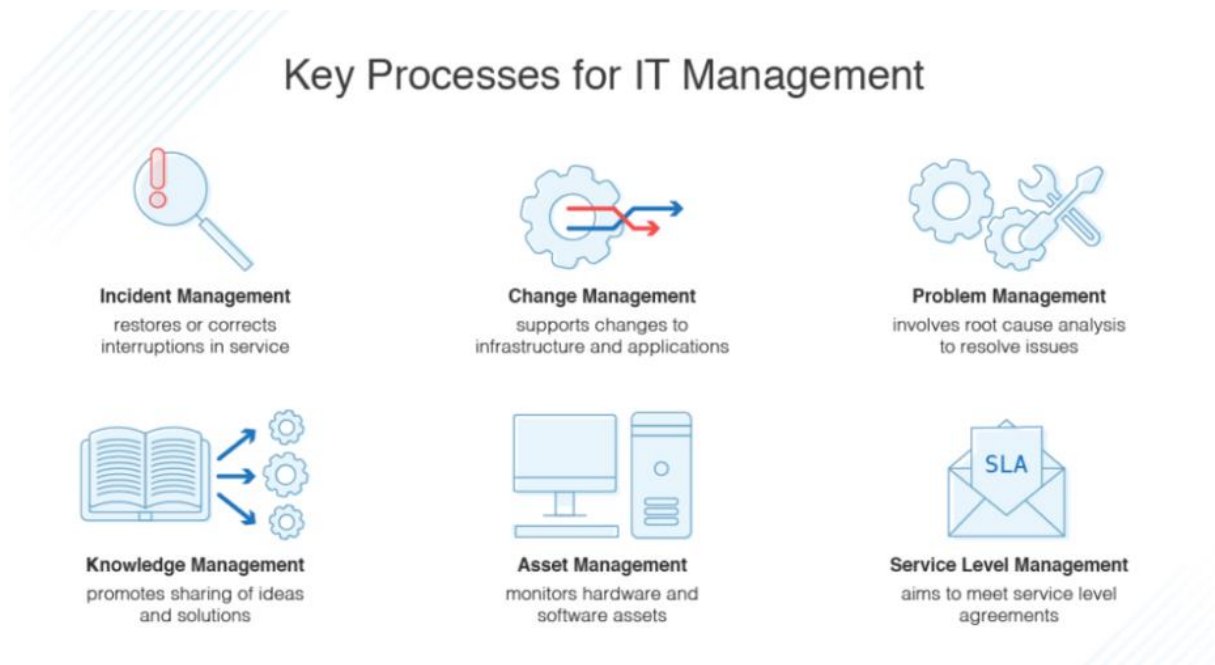 Key Processes for IT Management
Incident Management
restores or corrects
interruptions in service
Change Management
supports changes to
infrastructure and applications
Problem Management
involves root cause analysis
to resolve issues
Knowledge Management
promotes sharing of ideas
and solutions
Asset Management
monitors hardware and
software assets
SLA
Service Level Management
aims to meet service level
agreements